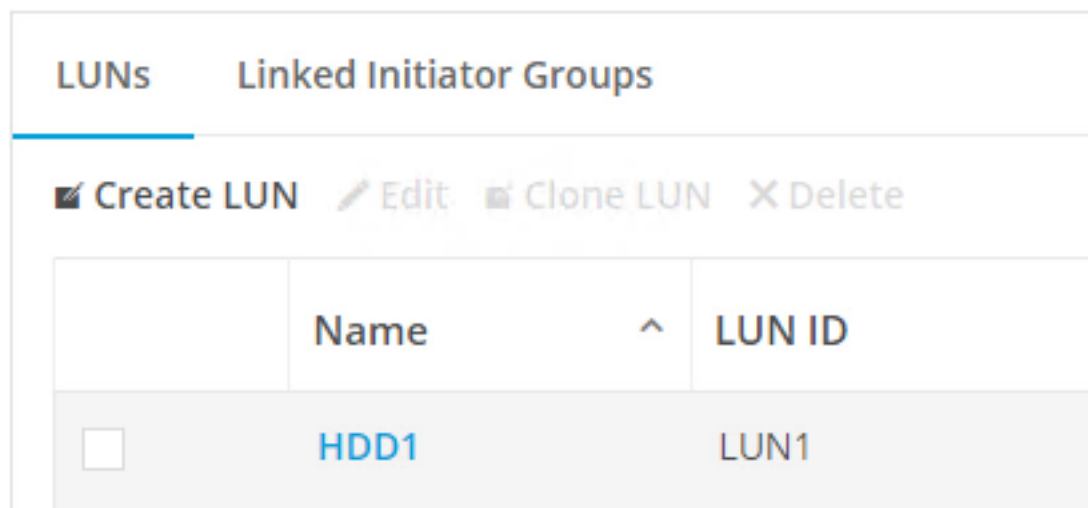 LUNs Linked Initiator Groups
Create LUN Edit Clone LUN Delete
Name LUN ID
HDD1 LUN1